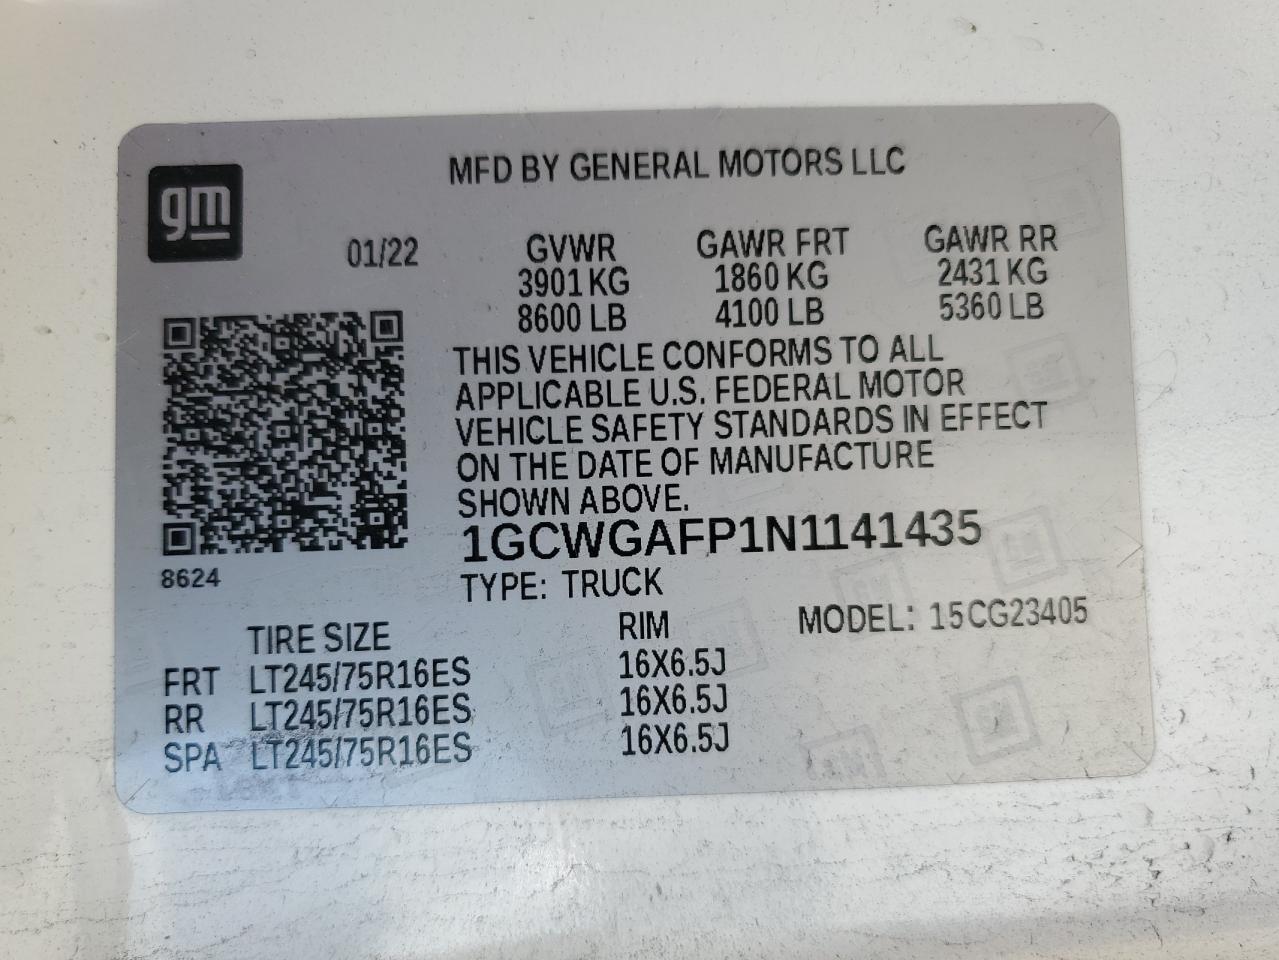 MFD BY GENERAL MOTORS LLC
gm
01/22 GVWR GAWR FRT GAWR RR
3901 KG 1860 KG 2431 KG
8600 LB 4100 LB 5360 LB
THIS VEHICLE CONFORMS TO ALL
APPLICABLE U.S. FEDERAL MOTOR
VEHICLE SAFETY STANDARDS IN EFFECT
ON THE DATE OF MANUFACTURE
SHOWN ABOVE.
1GCWGAFP1N1141435
8624
TYPE: TRUCK
MODEL: 15CG23405
TIRE SIZE RIM
FRT LT245/75R16ES 16X6.5J
RR LT245/75R16ES 16X6.5J
SPA LT245/75R16ES 16X6.5J